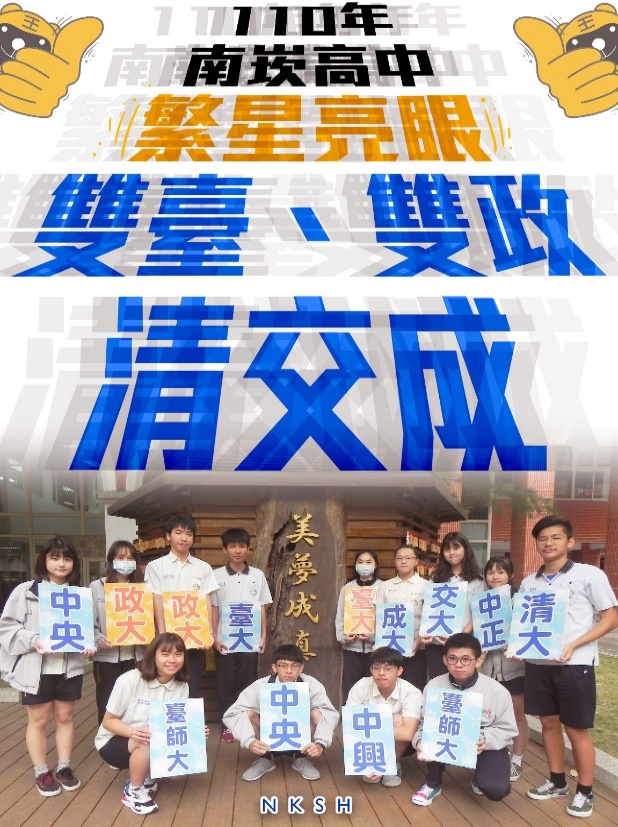 110年
南崁高中
繁星亮眼
雙臺、雙政
清交成
王
王
美夢成真
中央
政大
政大
臺大
臺大
成大
交大
中正
清大
臺師大
中央
中興
臺師大
NKSH